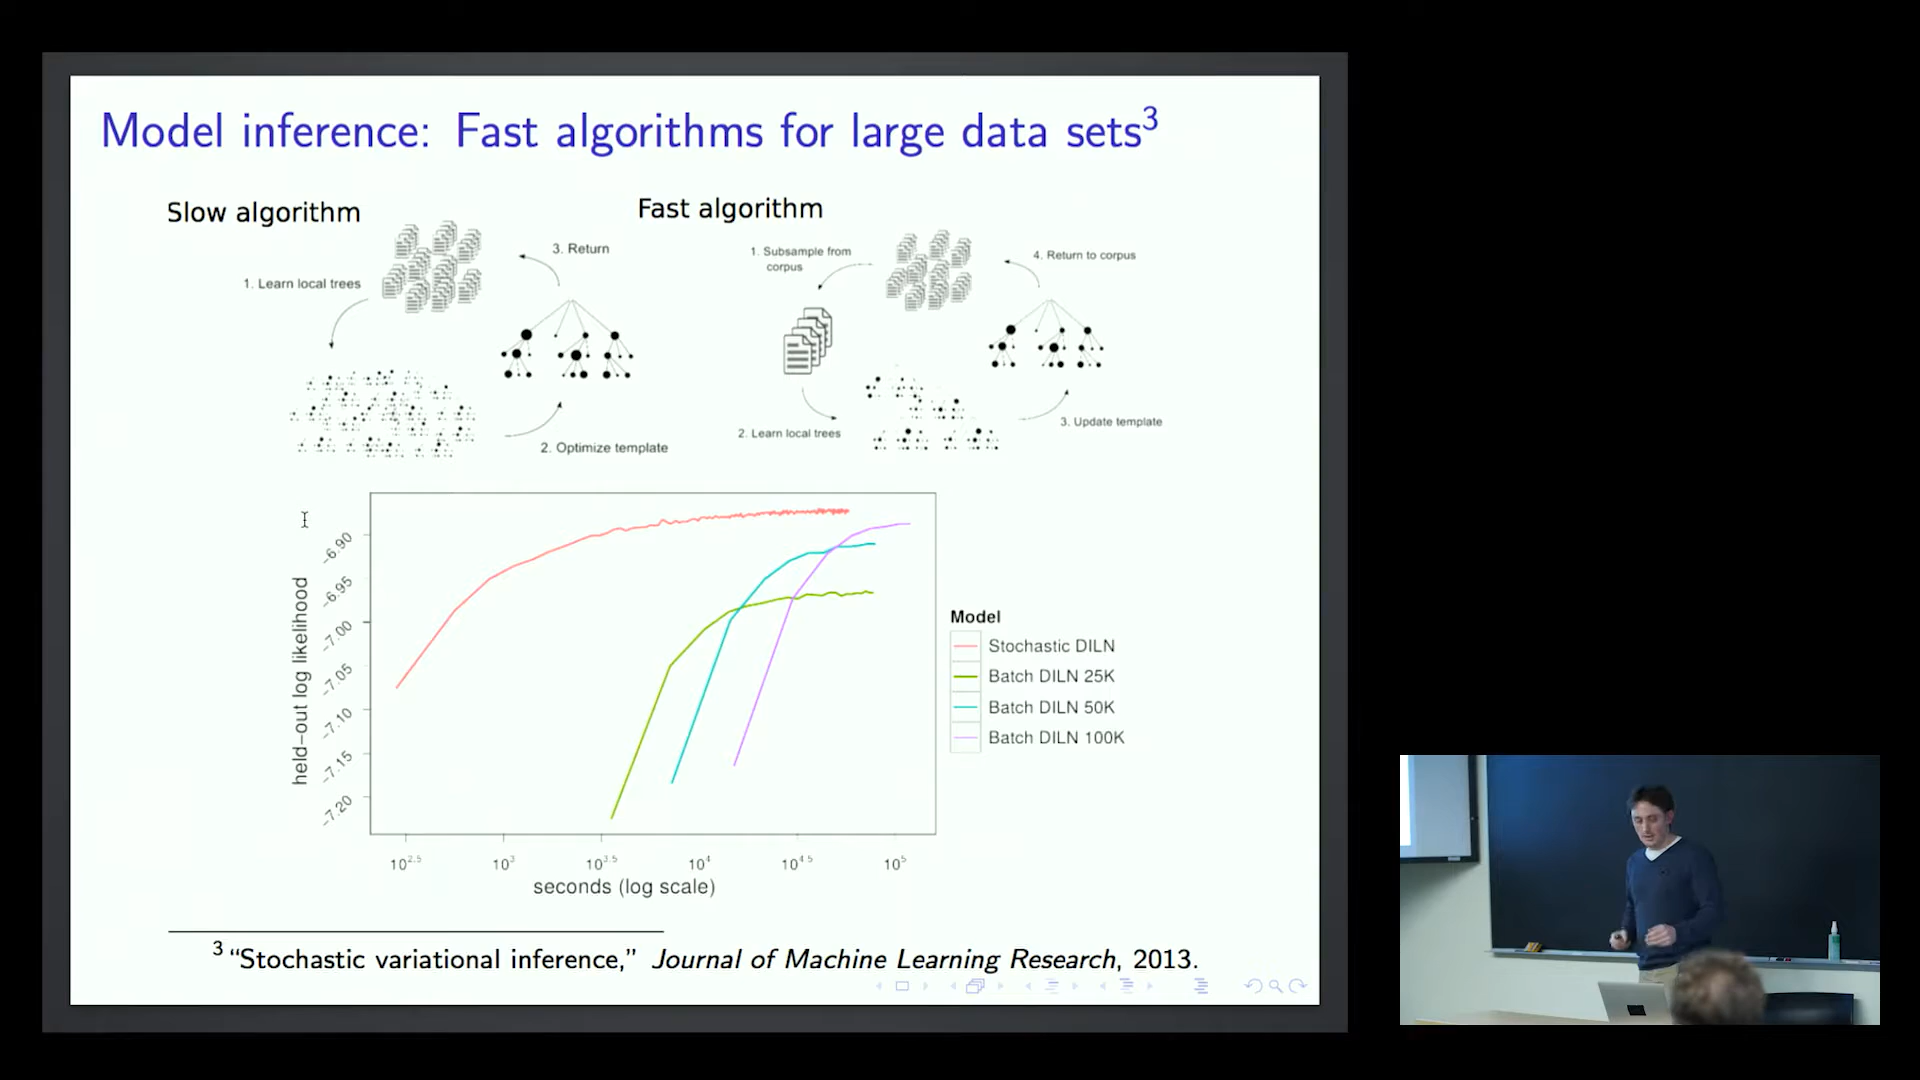 Model inference: Fast algorithms for large data sets3
Slow algorithm
3. Return
1. Learn local trees
2. Optimize template
Fast algorithm
1. Subsample from
corpus
4. Return to corpus
2. Learn local trees
3. Update template
held-out log likelihood
-6.90
-6.95
-7.00
-7.05
-7.10
-7.15
-7.20
10^2.5 10^3 10^3.5 10^4 10^4.5 10^5
seconds (log scale)
Model
Stochastic DILN
Batch DILN 25K
Batch DILN 50K
Batch DILN 100K
3 "Stochastic variational inference," Journal of Machine Learning Research, 2013.